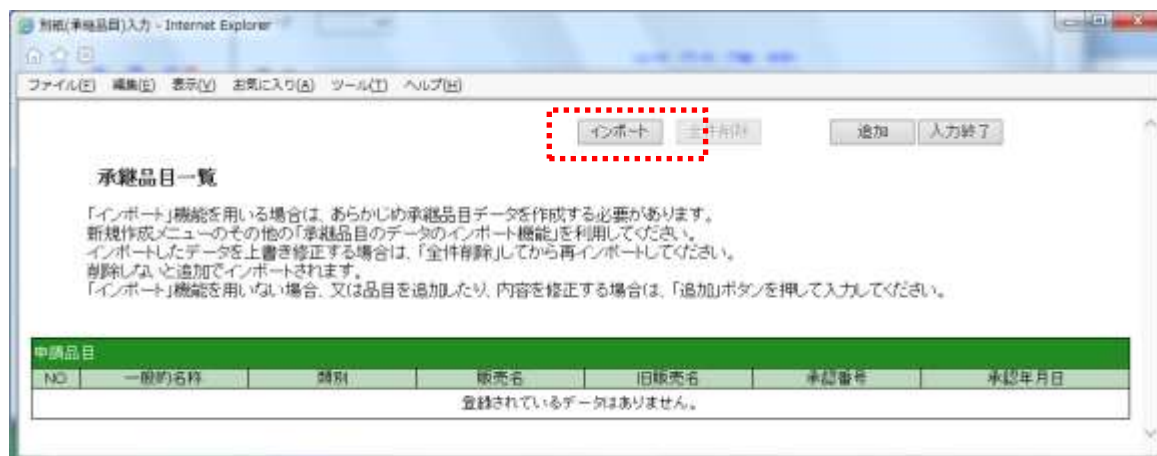 別紙(承継品目)入力 - Internet Explorer
ファイル(F) 編集(E) 表示(V) お気に入り(A) ツール(T) ヘルプ(H)
インポート 全件削除 追加 入力終了
承継品目一覧
「インポート」機能を用いる場合は、あらかじめ承継品目データを作成する必要があります。
新規作成メニューのその他の「承継品目のデータのインポート機能」を利用してください。
インポートしたデータを上書き修正する場合は、「全件削除」してから再インポートしてください。
削除しないと追加でインポートされます。
「インポート」機能を用いない場合、又は品目を追加したり、内容を修正する場合は、「追加」ボタンを押して入力してください。
申請品目
NO 一般的名称 類別 販売名 旧販売名 承認番号 承認年月日
登録されているデータはありません。